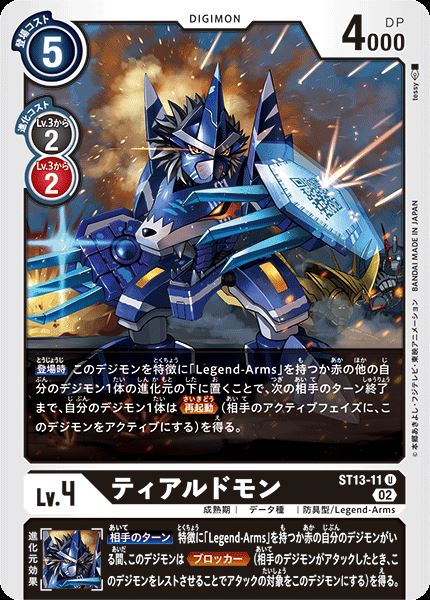 登場コスト
5
DIGIMON
DP
4000
進化コスト
Lv.3から
2
Lv.3から
2
tessy
BANDAI MADE IN JAPAN
©本郷あきよし・フジテレビ・東映アニメーション
登場時 このデジモンを特徴に「Legend-Arms」を持つか赤の他の自
分のデジモン1体の進化元の下に置くことで、次の相手のターン終了
まで、自分のデジモン1体は 再起動 (相手のアクティブフェイズに、こ
のデジモンをアクティブにする)を得る。
ST13-11 U
Lv.4
ティアルドモン
02
成熟期 | データ種 | 防具型/Legend-Arms
進化元効果
相手のターン 特徴に「Legend-Arms」を持つか赤の自分のデジモンがい
る間、このデジモンは ブロッカー (相手のデジモンがアタックしたとき、こ
のデジモンをレストさせることでアタックの対象をこのデジモンにする)を得る。